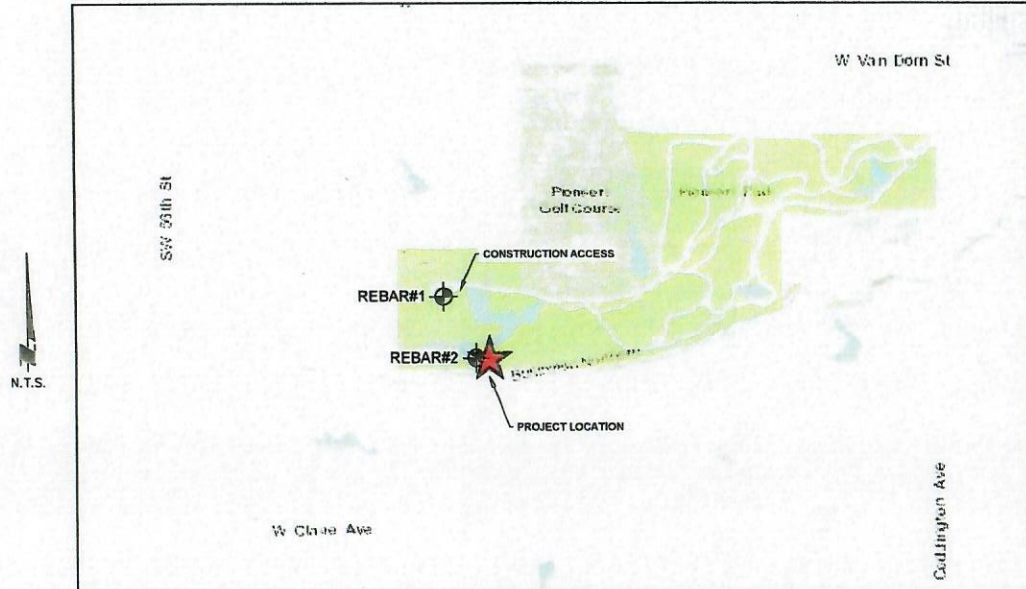 W Van Dorn St
SW 56th St
Pioneer
Golf Course
CONSTRUCTION ACCESS
REBAR#1
REBAR#2
N.T.S.
PROJECT LOCATION
W Claire Ave
Coddington Ave